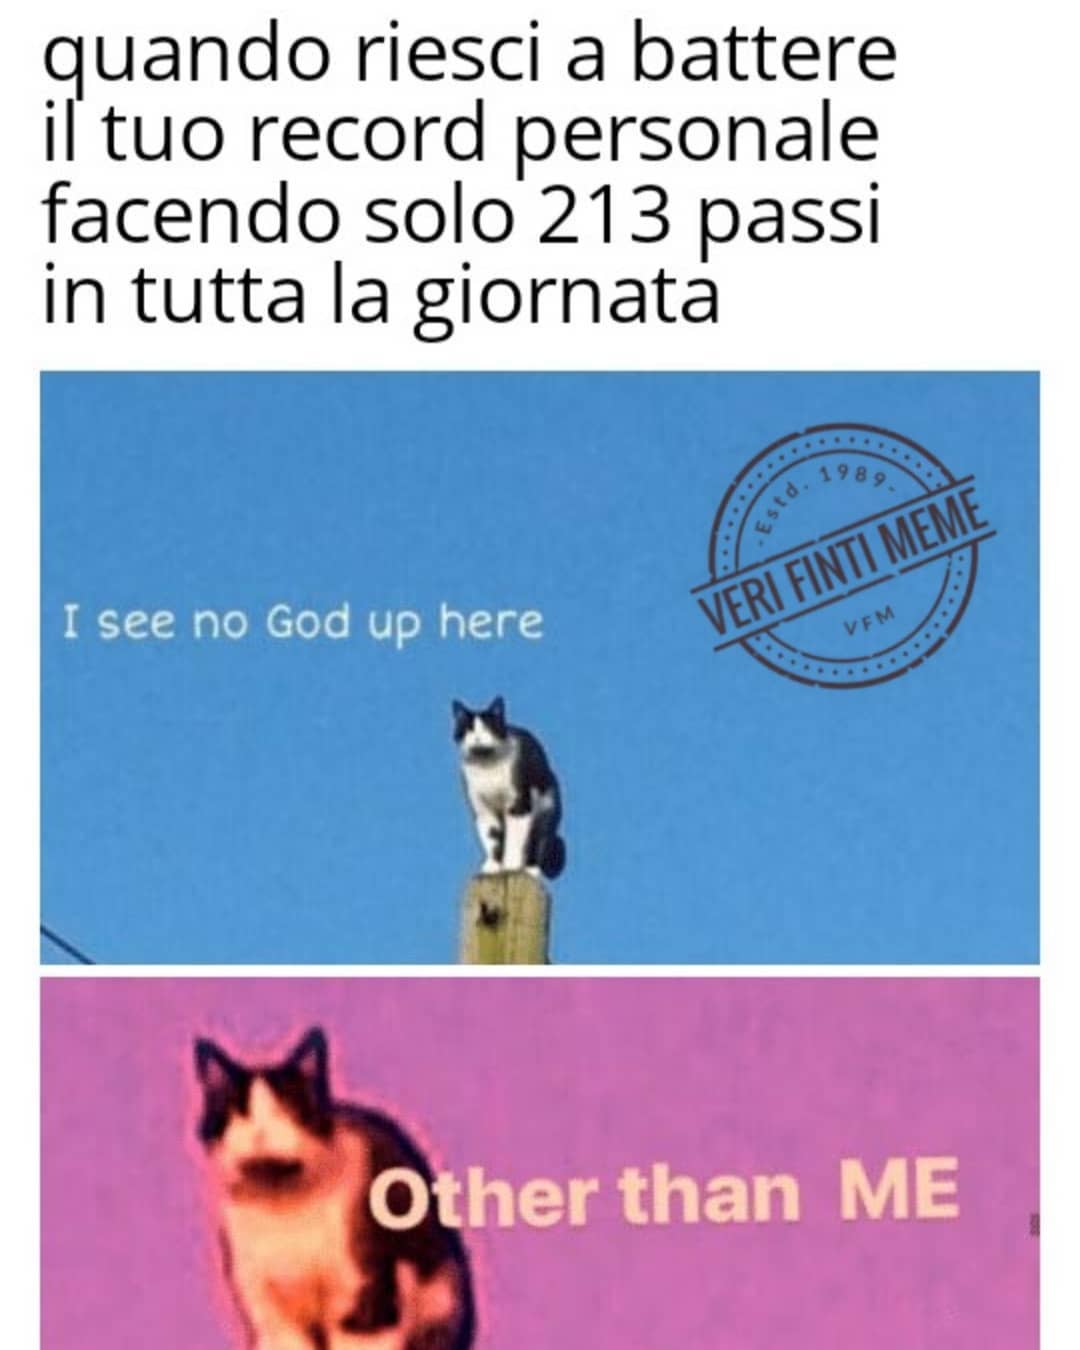 quando riesci a battere
il tuo record personale
facendo solo 213 passi
in tutta la giornata
-Estd. 1989-
VERI FINTI MEME
VFM
I see no God up here
Other than ME